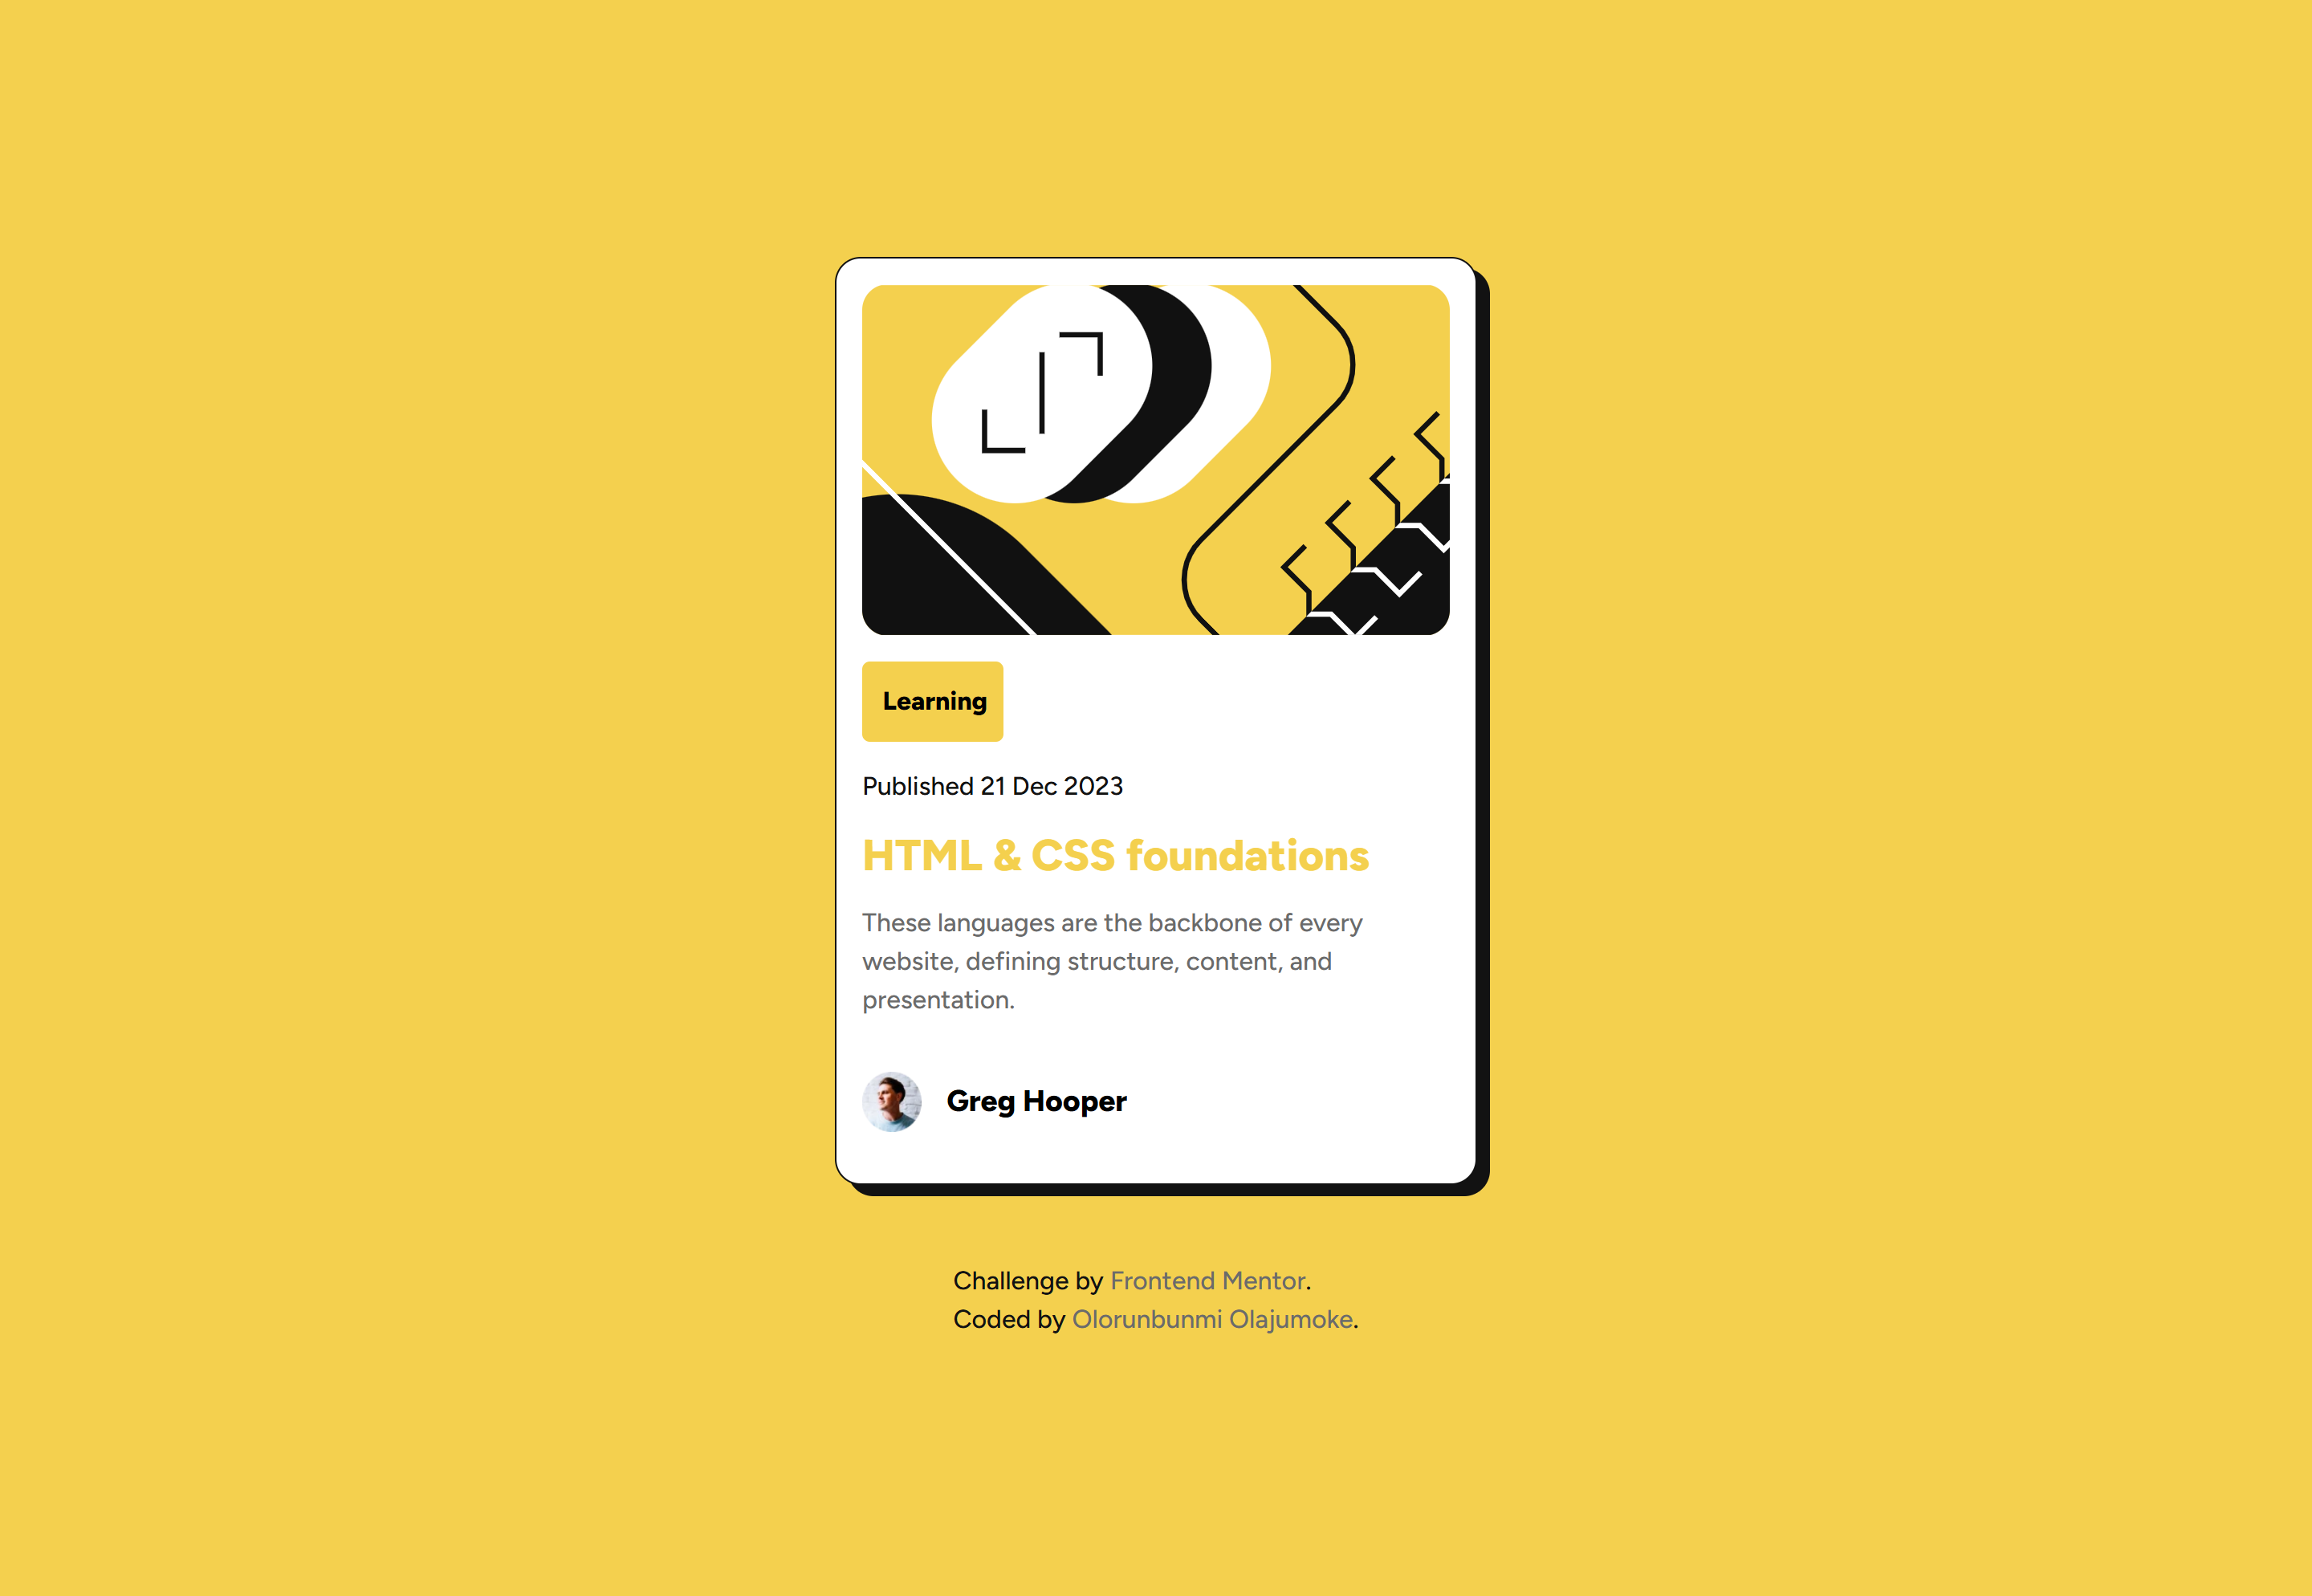 Learning
Published 21 Dec 2023
HTML & CSS foundations
These languages are the backbone of every
website, defining structure, content, and
presentation.
Greg Hooper
Challenge by Frontend Mentor.
Coded by Olorunbunmi Olajumoke.